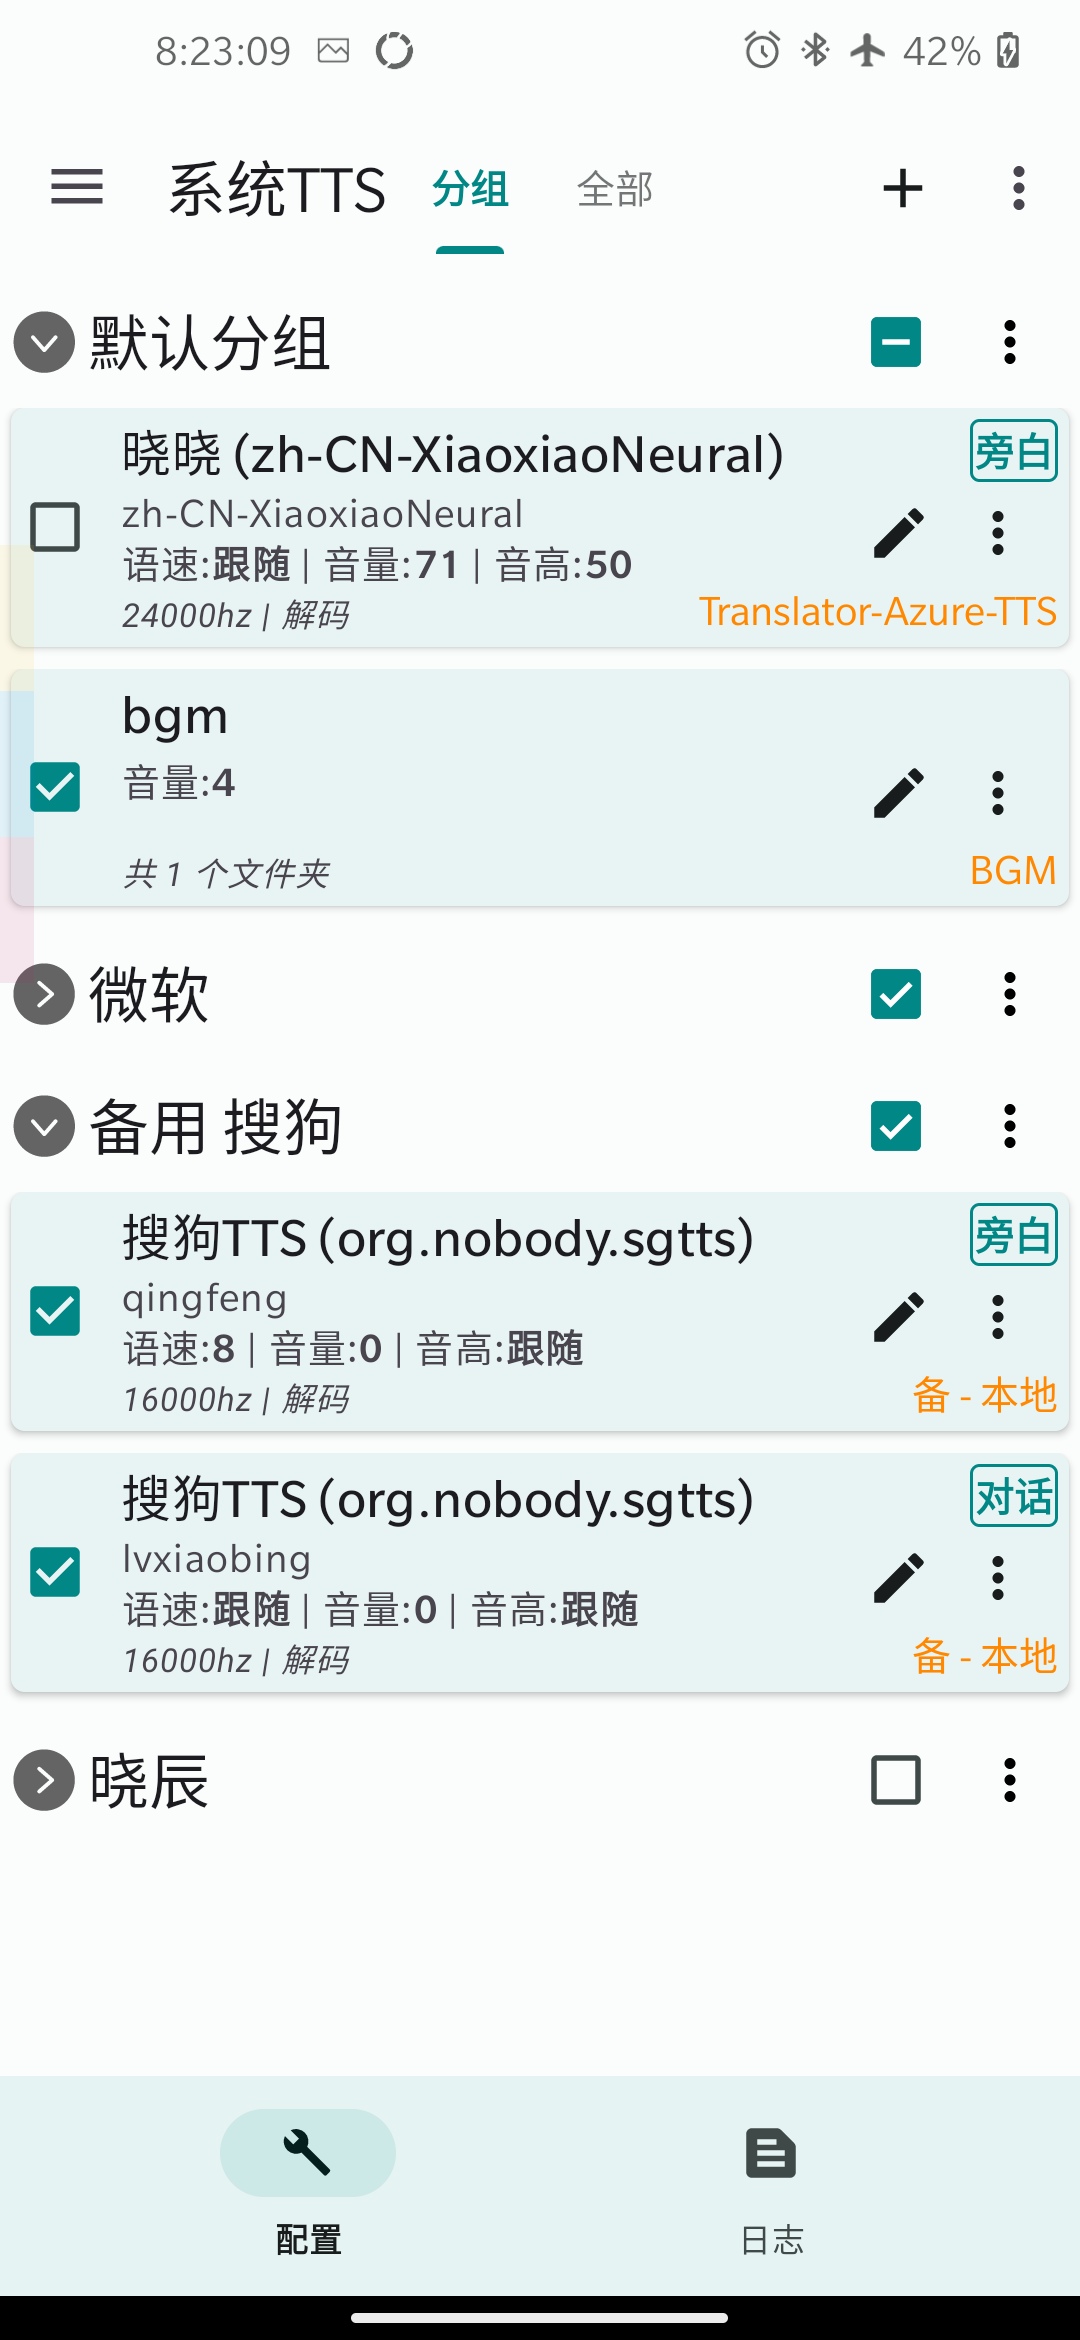 8:23:09 42%
系统TTS 分组 全部
默认分组
晓晓 (zh-CN-XiaoxiaoNeural) 旁白
zh-CN-XiaoxiaoNeural
语速:跟随 | 音量:71 | 音高:50
24000hz | 解码 Translator-Azure-TTS
bgm
音量:4
共 1 个文件夹 BGM
微软
备用 搜狗
搜狗TTS (org.nobody.sgtts) 旁白
qingfeng
语速:8 | 音量:0 | 音高:跟随
16000hz | 解码 备 - 本地
搜狗TTS (org.nobody.sgtts) 对话
lvxiaobing
语速:跟随 | 音量:0 | 音高:跟随
16000hz | 解码 备 - 本地
晓辰
配置 日志